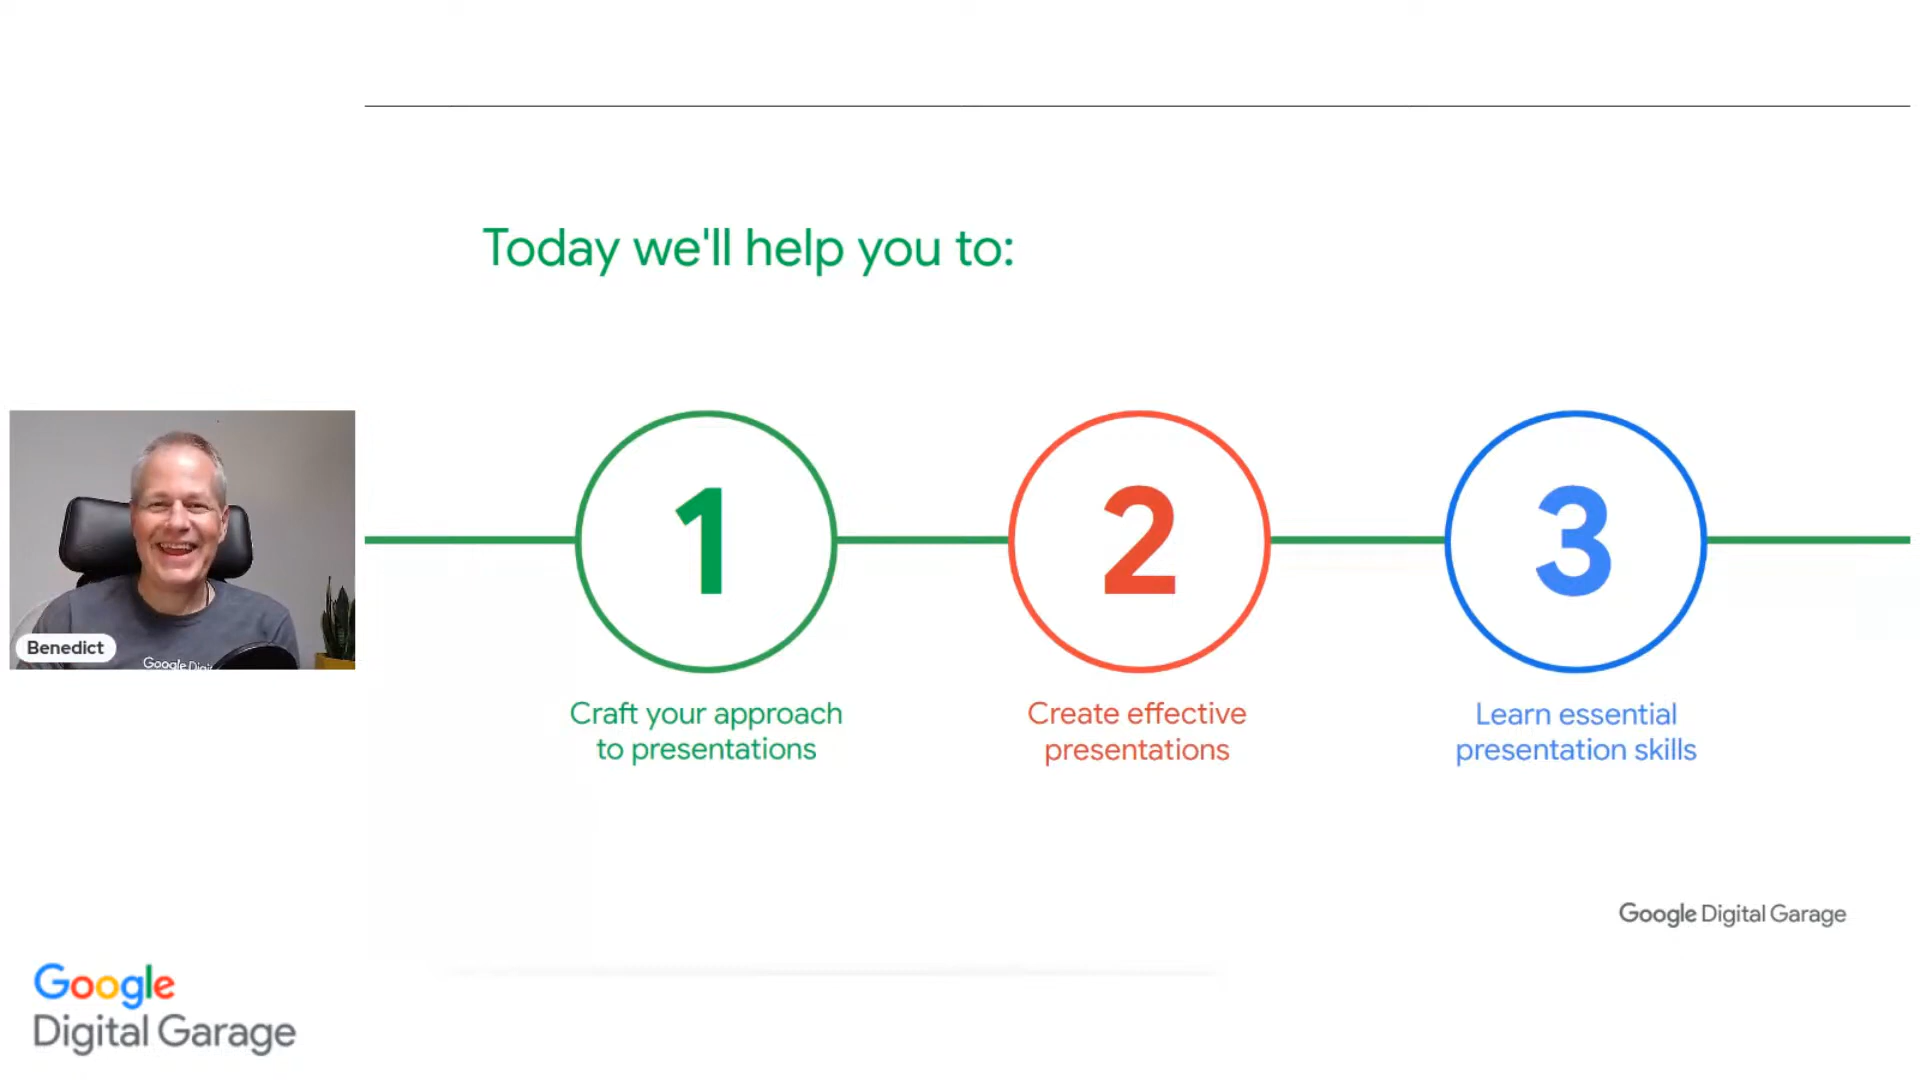 Today we'll help you to:
1
2
3
Craft your approach
to presentations
Create effective
presentations
Learn essential
presentation skills
Benedict
Google
Google Digital Garage
Google
Digital Garage